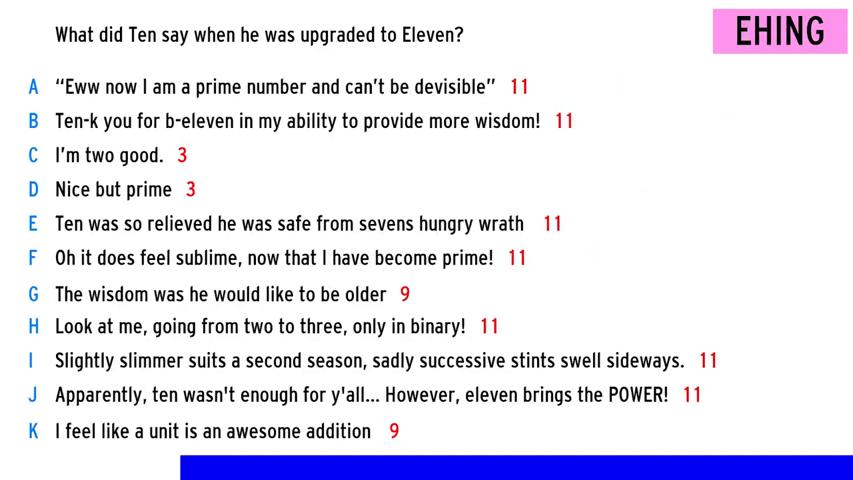 What did Ten say when he was upgraded to Eleven?
EHING
A “Eww now I am a prime number and can’t be devisible” 11
B Ten-k you for b-eleven in my ability to provide more wisdom! 11
C I’m two good. 3
D Nice but prime 3
E Ten was so relieved he was safe from sevens hungry wrath 11
F Oh it does feel sublime, now that I have become prime! 11
G The wisdom was he would like to be older 9
H Look at me, going from two to three, only in binary! 11
I Slightly slimmer suits a second season, sadly successive stints swell sideways. 11
J Apparently, ten wasn't enough for y'all... However, eleven brings the POWER! 11
K I feel like a unit is an awesome addition 9